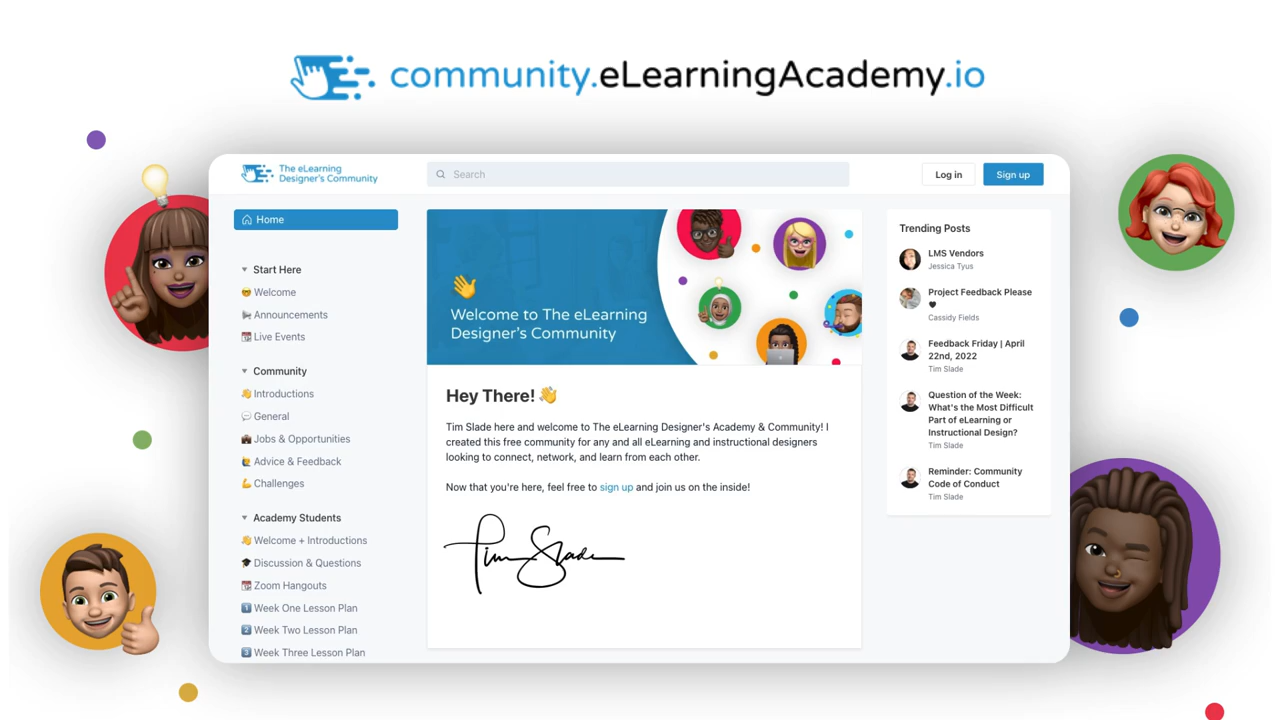 community.eLearningAcademy.io
The eLearning
Designer's Community
Search
Log in
Sign up
Home
Start Here
Welcome
Announcements
Live Events
Community
Introductions
General
Jobs & Opportunities
Advice & Feedback
Challenges
Academy Students
Welcome + Introductions
Discussion & Questions
Zoom Hangouts
1 Week One Lesson Plan
2 Week Two Lesson Plan
3 Week Three Lesson Plan
Welcome to The eLearning
Designer's Community
Hey There!
Tim Slade here and welcome to The eLearning Designer's Academy & Community! I
created this free community for any and all eLearning and instructional designers
looking to connect, network, and learn from each other.
Now that you're here, feel free to sign up and join us on the inside!
Tim Slade
Trending Posts
LMS Vendors
Jessica Tyus
Project Feedback Please
Cassidy Fields
Feedback Friday | April
22nd, 2022
Tim Slade
Question of the Week:
What's the Most Difficult
Part of eLearning or
Instructional Design?
Tim Slade
Reminder: Community
Code of Conduct
Tim Slade